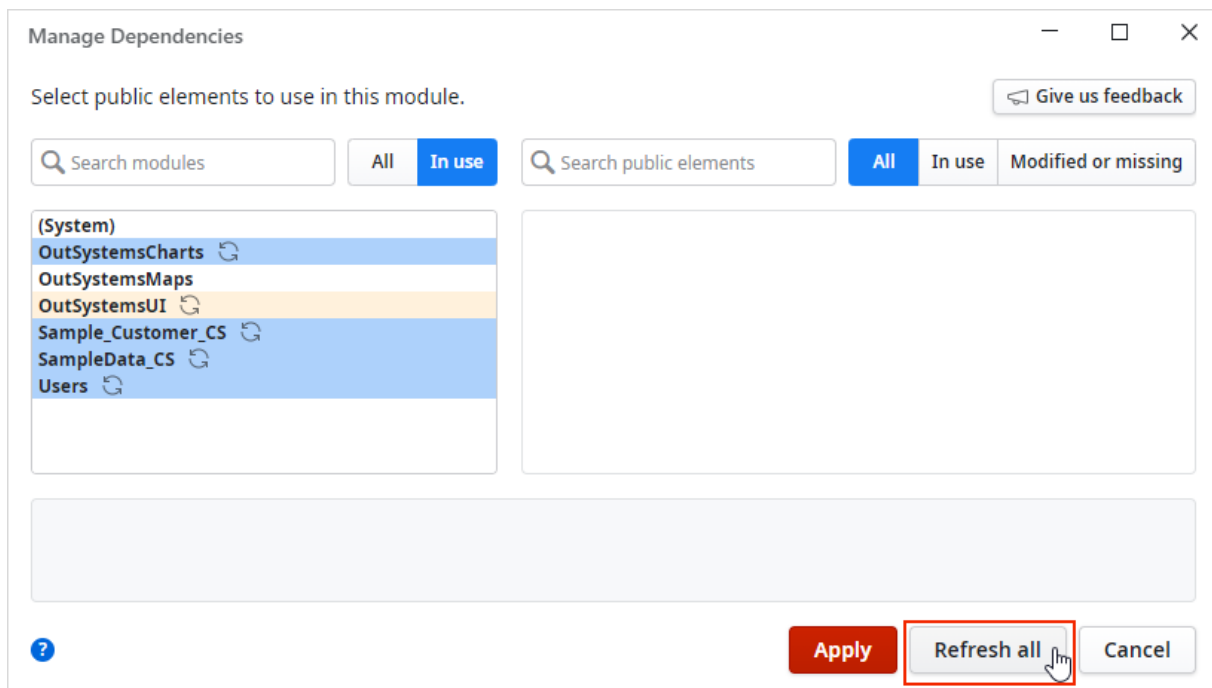 Manage Dependencies
Select public elements to use in this module.
Give us feedback
Search modules
All
In use
Search public elements
All
In use
Modified or missing
(System)
OutSystemsCharts
OutSystemsMaps
OutSystemsUI
Sample_Customer_CS
SampleData_CS
Users
?
Apply
Refresh all
Cancel